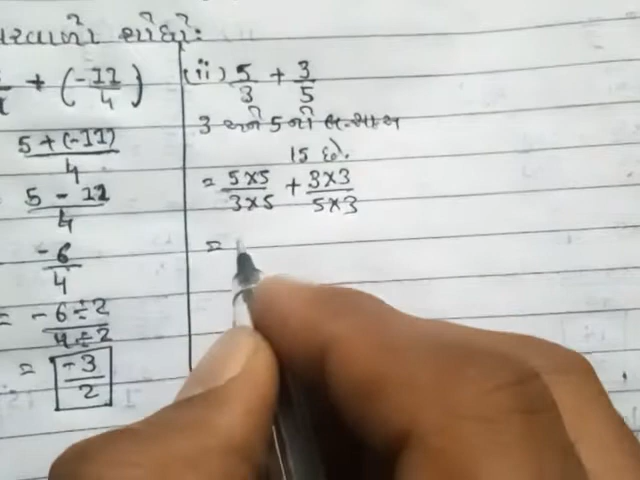 સરવાળો શોધો:
+ (-11/4)
5+(-11)/4
5-11/4
-6/4
= -6÷2/4÷2
= -3/2
(ii) 5/3 + 3/5
3 અને 5 નો લ.સા.અ
15 છે.
= 5×5/3×5 + 3×3/5×3
=